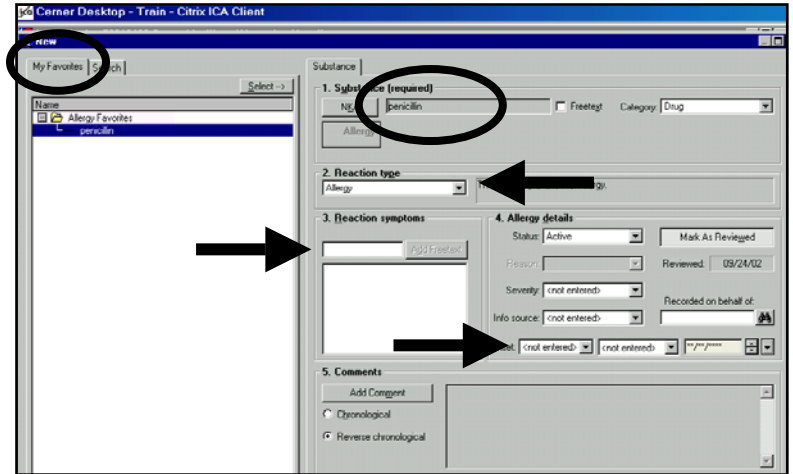 Cerner Desktop - Train - Citrix ICA Client
New
My Favorites
Select ->
Name
Allergy Favorites
penicillin
Substance
1. Substance (required)
penicillin Freetext Category: Drug
Allergy
2. Reaction type
Allergy
3. Reaction symptoms
Add Freetext
4. Allergy details
Status: Active Mark As Reviewed
Reason: Reviewed: 09/24/02
Severity: <not entered>
Recorded on behalf of:
Info source: <not entered>
<not entered> <not entered> **/**/****
5. Comments
Add Comment
Chronological
Reverse chronological